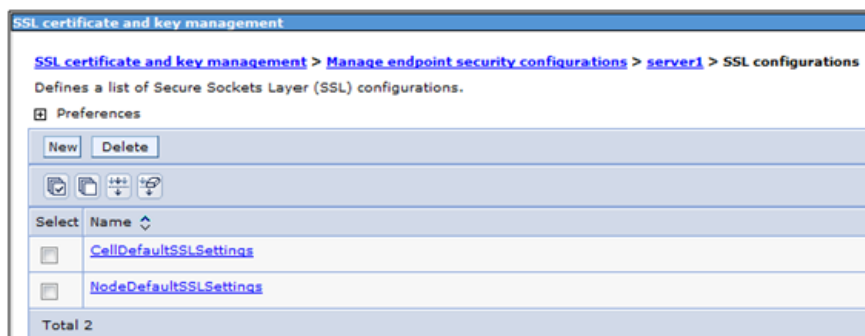 SSL certificate and key management
SSL certificate and key management > Manage endpoint security configurations > server1 > SSL configurations
Defines a list of Secure Sockets Layer (SSL) configurations.
Preferences
New Delete
Select Name
CellDefaultSSLSettings
NodeDefaultSSLSettings
Total 2